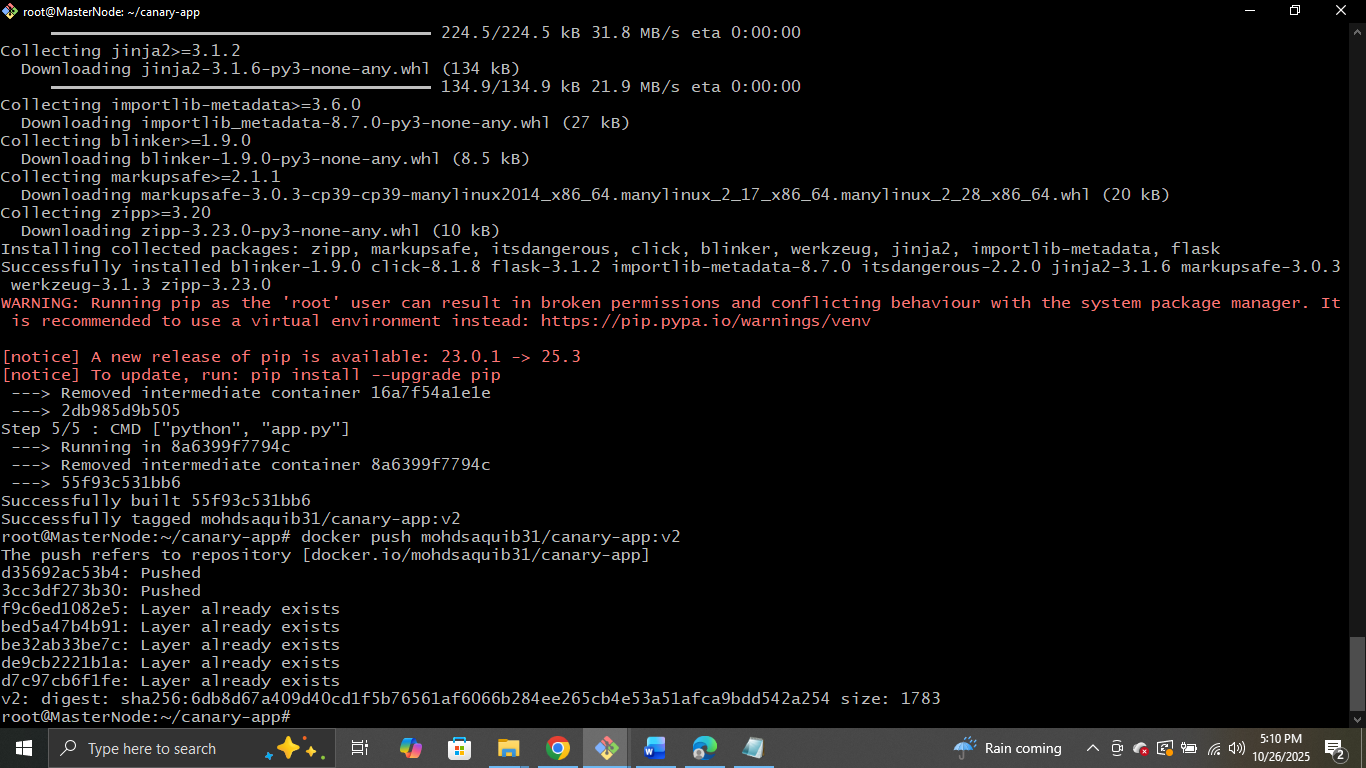 root@MasterNode: ~/canary-app
224.5/224.5 kB 31.8 MB/s eta 0:00:00
Collecting jinja2>=3.1.2
  Downloading jinja2-3.1.6-py3-none-any.whl (134 kB)
134.9/134.9 kB 21.9 MB/s eta 0:00:00
Collecting importlib-metadata>=3.6.0
  Downloading importlib_metadata-8.7.0-py3-none-any.whl (27 kB)
Collecting blinker>=1.9.0
  Downloading blinker-1.9.0-py3-none-any.whl (8.5 kB)
Collecting markupsafe>=2.1.1
  Downloading markupsafe-3.0.3-cp39-cp39-manylinux2014_x86_64.manylinux_2_17_x86_64.manylinux_2_28_x86_64.whl (20 kB)
Collecting zipp>=3.20
  Downloading zipp-3.23.0-py3-none-any.whl (10 kB)
Installing collected packages: zipp, markupsafe, itsdangerous, click, blinker, werkzeug, jinja2, importlib-metadata, flask
Successfully installed blinker-1.9.0 click-8.1.8 flask-3.1.2 importlib-metadata-8.7.0 itsdangerous-2.2.0 jinja2-3.1.6 markupsafe-3.0.3
 werkzeug-3.1.3 zipp-3.23.0
WARNING: Running pip as the 'root' user can result in broken permissions and conflicting behaviour with the system package manager. It
 is recommended to use a virtual environment instead: https://pip.pypa.io/warnings/venv
[notice] A new release of pip is available: 23.0.1 -> 25.3
[notice] To update, run: pip install --upgrade pip
 ---> Removed intermediate container 16a7f54a1e1e
 ---> 2db985d9b505
Step 5/5 : CMD ["python", "app.py"]
 ---> Running in 8a6399f7794c
 ---> Removed intermediate container 8a6399f7794c
 ---> 55f93c531bb6
Successfully built 55f93c531bb6
Successfully tagged mohdsaquib31/canary-app:v2
root@MasterNode:~/canary-app# docker push mohdsaquib31/canary-app:v2
The push refers to repository [docker.io/mohdsaquib31/canary-app]
d35692ac53b4: Pushed
3cc3df273b30: Pushed
f9c6ed1082e5: Layer already exists
bed5a47b4b91: Layer already exists
be32ab33be7c: Layer already exists
de9cb2221b1a: Layer already exists
d7c97cb6f1fe: Layer already exists
v2: digest: sha256:6db8d67a409d40cd1f5b76561af6066b284ee265cb4e53a51afca9bdd542a254 size: 1783
root@MasterNode:~/canary-app#
Type here to search
Rain coming
5:10 PM
10/26/2025
2